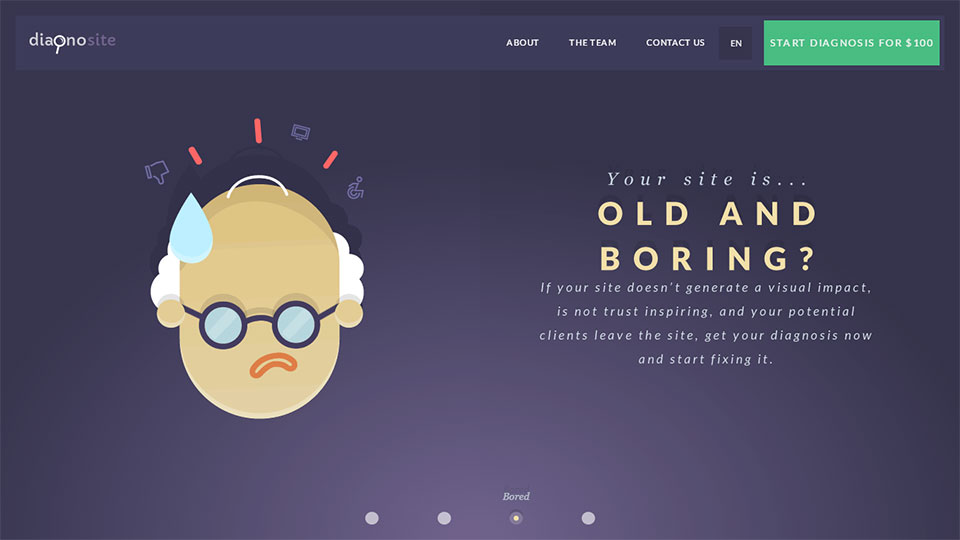 diagnosite
ABOUT THE TEAM CONTACT US EN START DIAGNOSIS FOR $100
Your site is...
OLD AND
BORING?
If your site doesn't generate a visual impact,
is not trust inspiring, and your potential
clients leave the site, get your diagnosis now
and start fixing it.
Bored